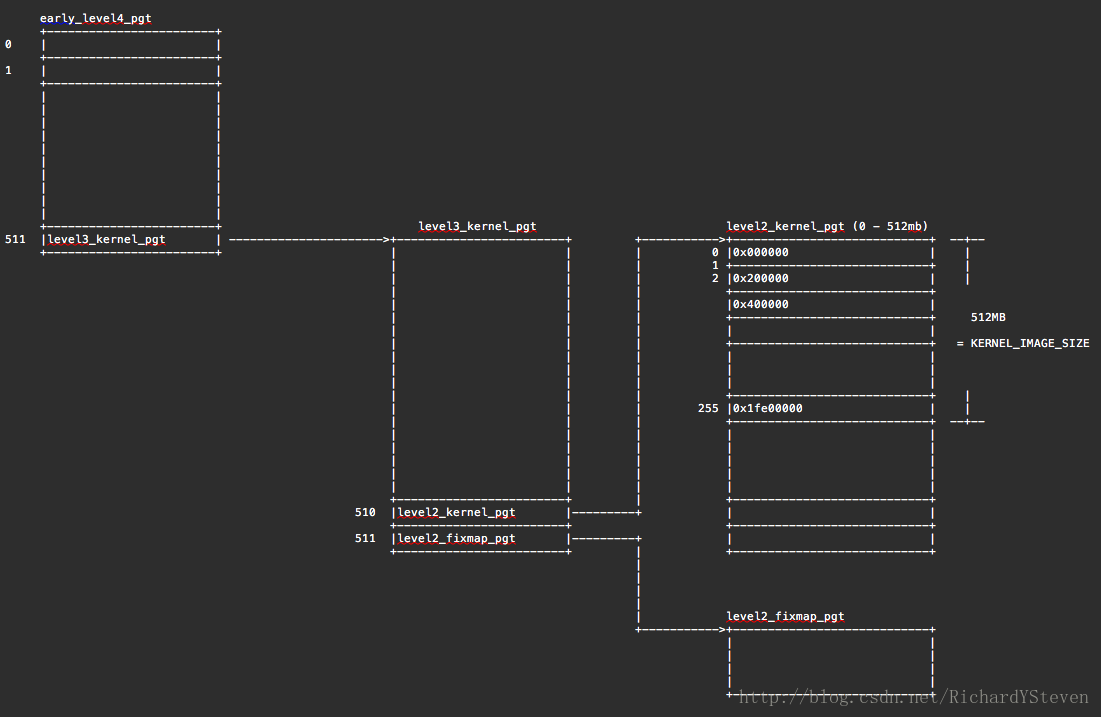 early_level4_pgt
0
1
511 level3_kernel_pgt
level3_kernel_pgt
510 level2_kernel_pgt
511 level2_fixmap_pgt
level2_kernel_pgt (0 - 512mb)
0 0x000000
1
2 0x200000
0x400000
512MB
= KERNEL_IMAGE_SIZE
255 0x1fe00000
level2_fixmap_pgt
http://blog.csdn.net/RichardYSteven